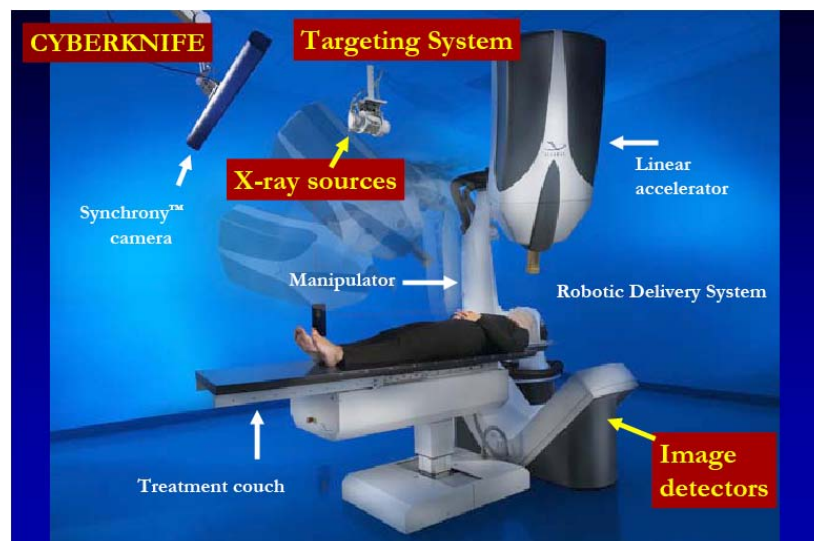 CYBERKNIFE
Targeting System
X-ray sources
Linear
accelerator
Synchrony™
camera
Manipulator
Robotic Delivery System
Image
detectors
Treatment couch